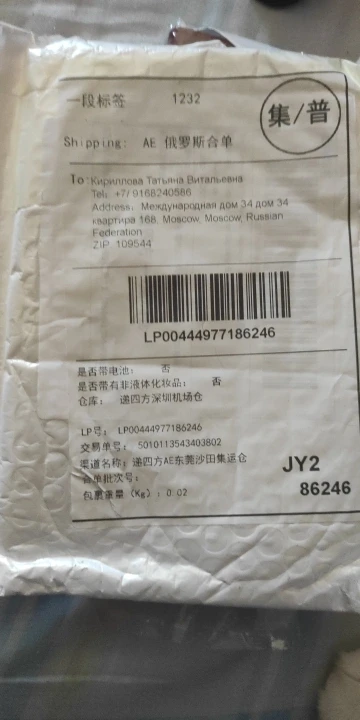 一段标签 1232
集/普
Shipping: AE 俄罗斯合单
To: Кириллова Татьяна Витальевна
Tel: +7/ 9168240586
Address: Международная дом 34 дом 34
квартира 168, Moscow, Moscow, Russian
Federation
ZIP 109544
LP00444977186246
是否带电池: 否
是否带有非液体化妆品: 否
仓库: 递四方深圳机场仓
LP号: LP00444977186246
交易单号: 5010113543403802
渠道名称: 递四方AE东莞沙田集运仓
合单批次号:
包裹重量 (Kg): 0.02
JY2
86246